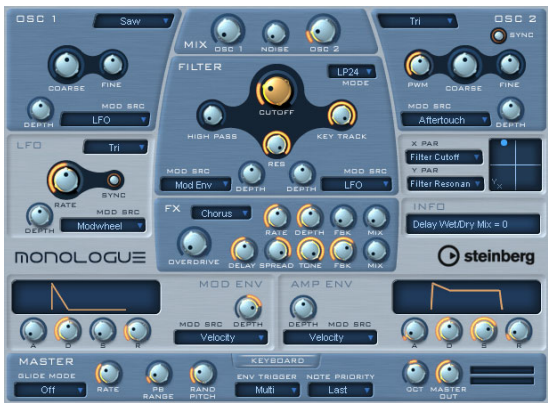 OSC 1
Saw
COARSE
FINE
MOD SRC
DEPTH
LFO
MIX
OSC 1
NOISE
OSC 2
FILTER
LP24
MODE
CUTOFF
HIGH PASS
KEY TRACK
RES
MOD SRC
Mod Env
DEPTH
DEPTH
MOD SRC
LFO
Tri
OSC 2
SYNC
PWM
COARSE
FINE
MOD SRC
Aftertouch
DEPTH
LFO
Tri
RATE
SYNC
MOD SRC
DEPTH
Modwheel
X PAR
Filter Cutoff
Y PAR
Filter Resonan
Y
X
INFO
Delay Wet/Dry Mix = 0
FX
Chorus
RATE
DEPTH
FBK
MIX
OVERDRIVE
DELAY
SPREAD
TONE
FBK
MIX
MONOLOGUE
steinberg
MOD ENV
MOD SRC
DEPTH
Velocity
A
D
S
R
AMP ENV
DEPTH
MOD SRC
Velocity
A
D
S
R
MASTER
KEYBOARD
GLIDE MODE
Off
RATE
PB RANGE
RAND PITCH
ENV TRIGGER
Multi
NOTE PRIORITY
Last
OCT
MASTER OUT